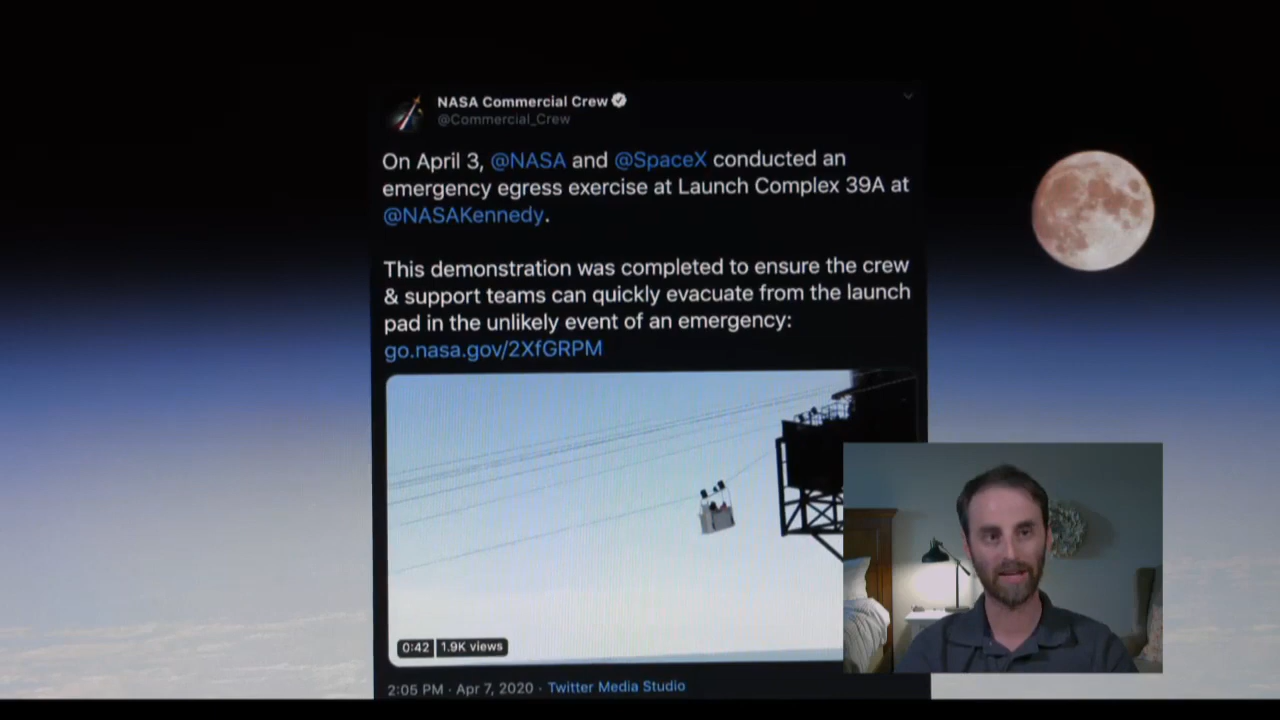 NASA Commercial Crew
@Commercial_Crew
On April 3, @NASA and @SpaceX conducted an
emergency egress exercise at Launch Complex 39A at
@NASAKennedy.
This demonstration was completed to ensure the crew
& support teams can quickly evacuate from the launch
pad in the unlikely event of an emergency:
go.nasa.gov/2XfGRPM
0:42 1.9K views
2:05 PM · Apr 7, 2020 · Twitter Media Studio